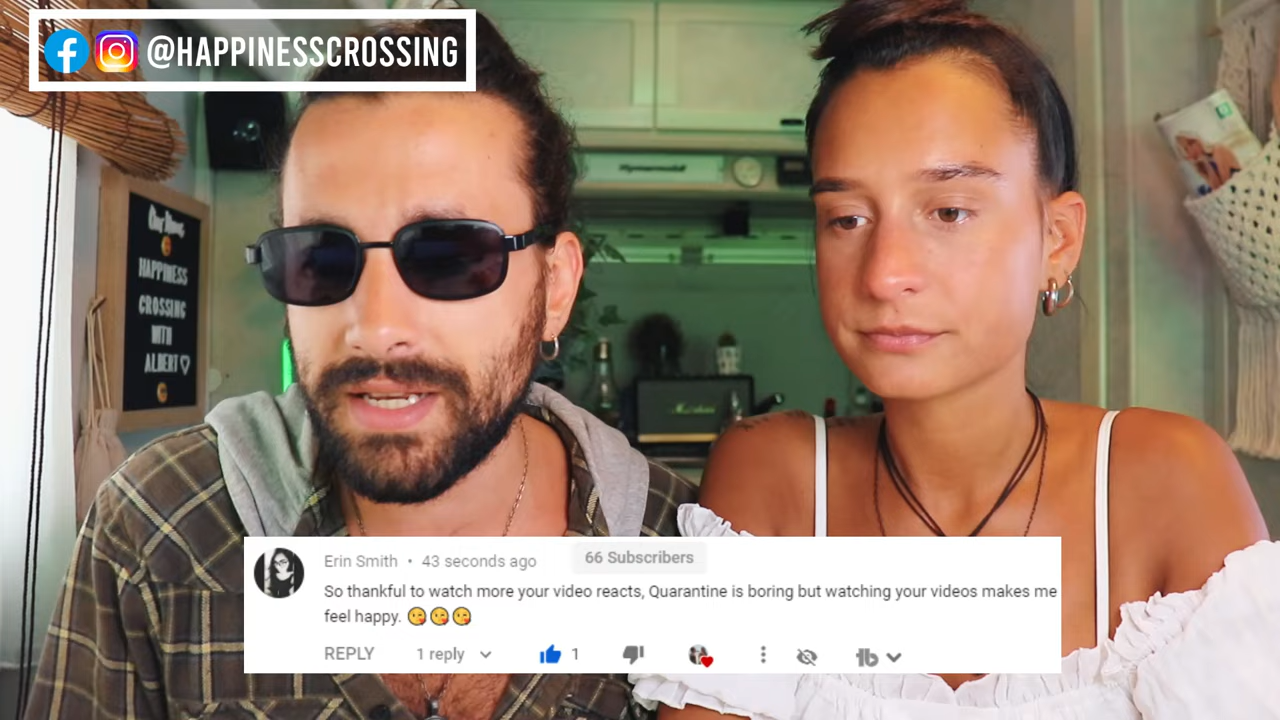 @HAPPINESSCROSSING
Our Home
HAPPINESS
CROSSING
WITH
ALBERT♡
Marshall
Erin Smith • 43 seconds ago
66 Subscribers
So thankful to watch more your video reacts, Quarantine is boring but watching your videos makes me
feel happy. 😋😋😋
REPLY 1 reply 1